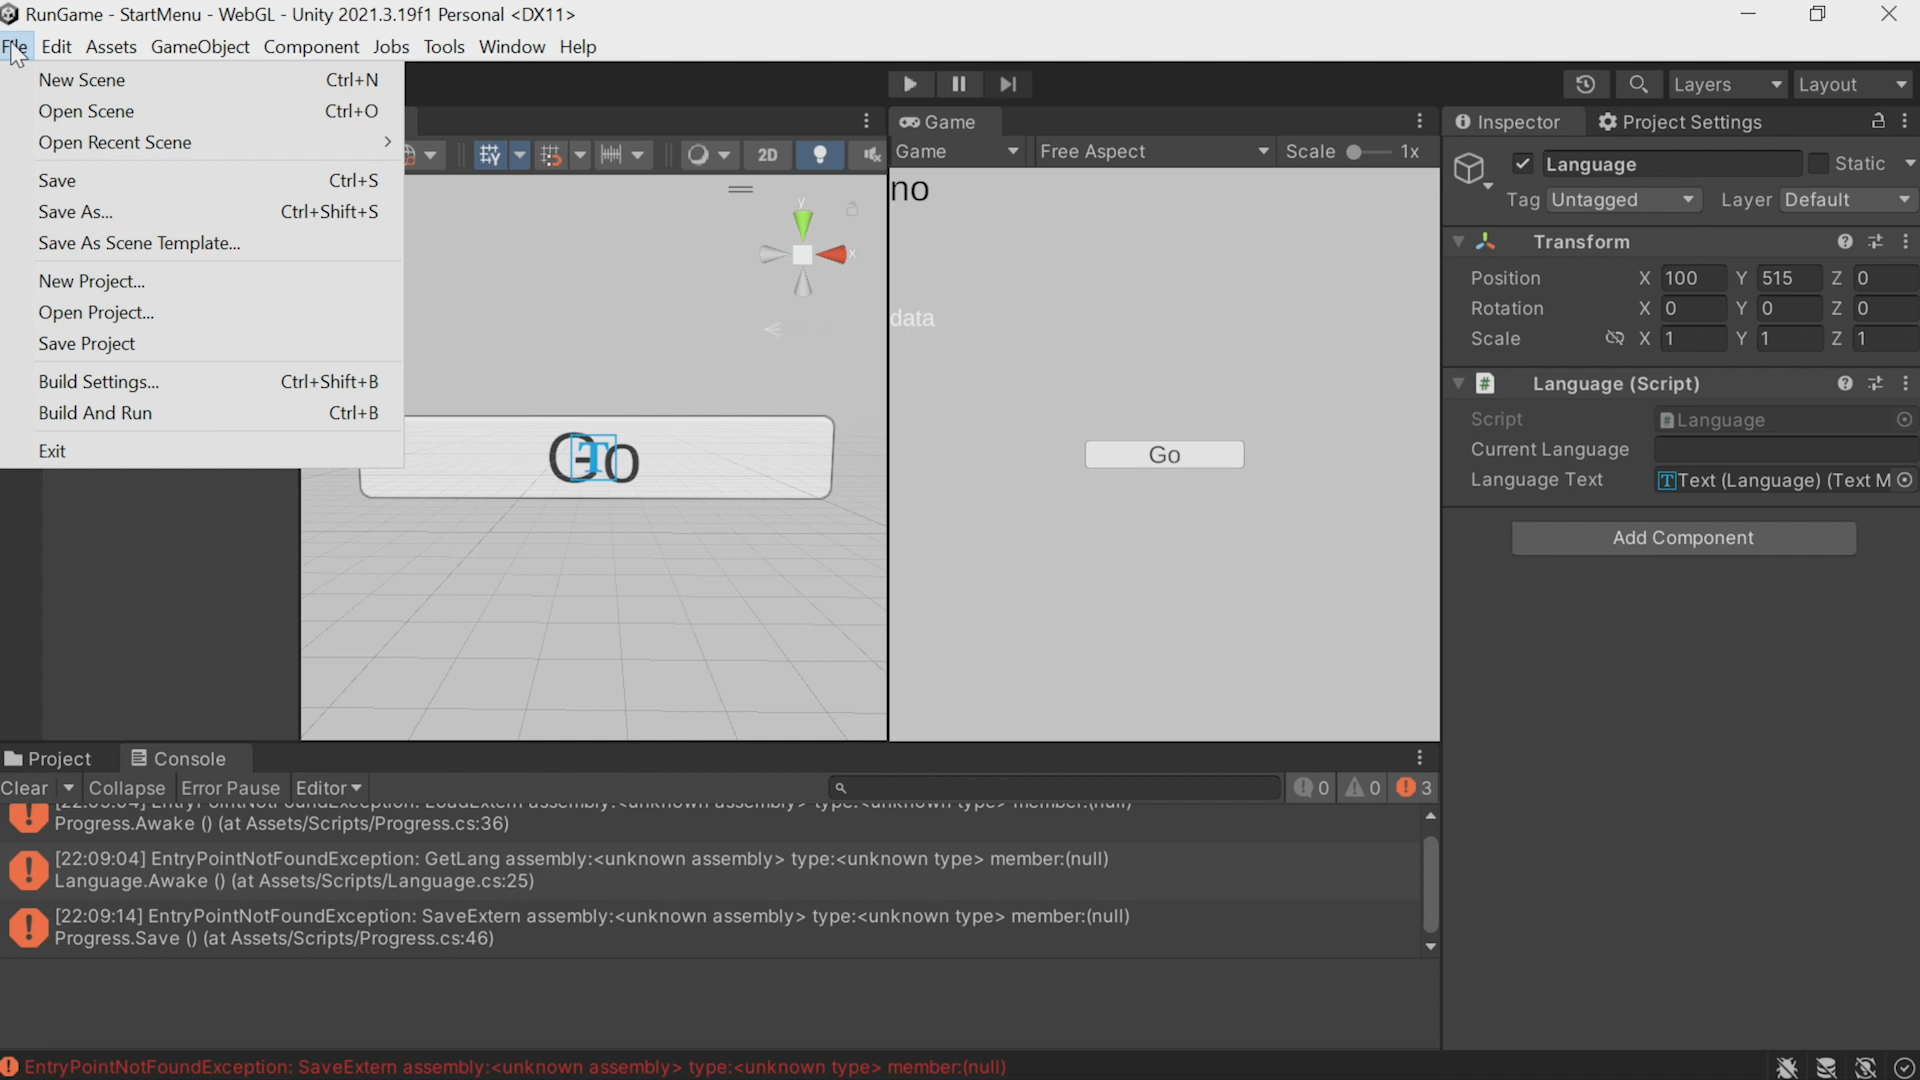 RunGame - StartMenu - WebGL - Unity 2021.3.19f1 Personal <DX11>
File Edit Assets GameObject Component Jobs Tools Window Help
New Scene Ctrl+N
Open Scene Ctrl+O
Open Recent Scene
Save Ctrl+S
Save As... Ctrl+Shift+S
Save As Scene Template...
New Project...
Open Project...
Save Project
Build Settings... Ctrl+Shift+B
Build And Run Ctrl+B
Exit
Layers Layout
2D
y
x
Go
Game
Game Free Aspect Scale 1x
no
data
Go
Inspector Project Settings
Language Static
Tag Untagged Layer Default
Transform
Position X 100 Y 515 Z 0
Rotation X 0 Y 0 Z 0
Scale X 1 Y 1 Z 1
Language (Script)
Script Language
Current Language
Language Text Text (Language) (Text M
Add Component
Project Console
Clear Collapse Error Pause Editor 0 0 3
Progress.Awake () (at Assets/Scripts/Progress.cs:36)
[22:09:04] EntryPointNotFoundException: GetLang assembly:<unknown assembly> type:<unknown type> member:(null)
Language.Awake () (at Assets/Scripts/Language.cs:25)
[22:09:14] EntryPointNotFoundException: SaveExtern assembly:<unknown assembly> type:<unknown type> member:(null)
Progress.Save () (at Assets/Scripts/Progress.cs:46)
EntryPointNotFoundException: SaveExtern assembly:<unknown assembly> type:<unknown type> member:(null)